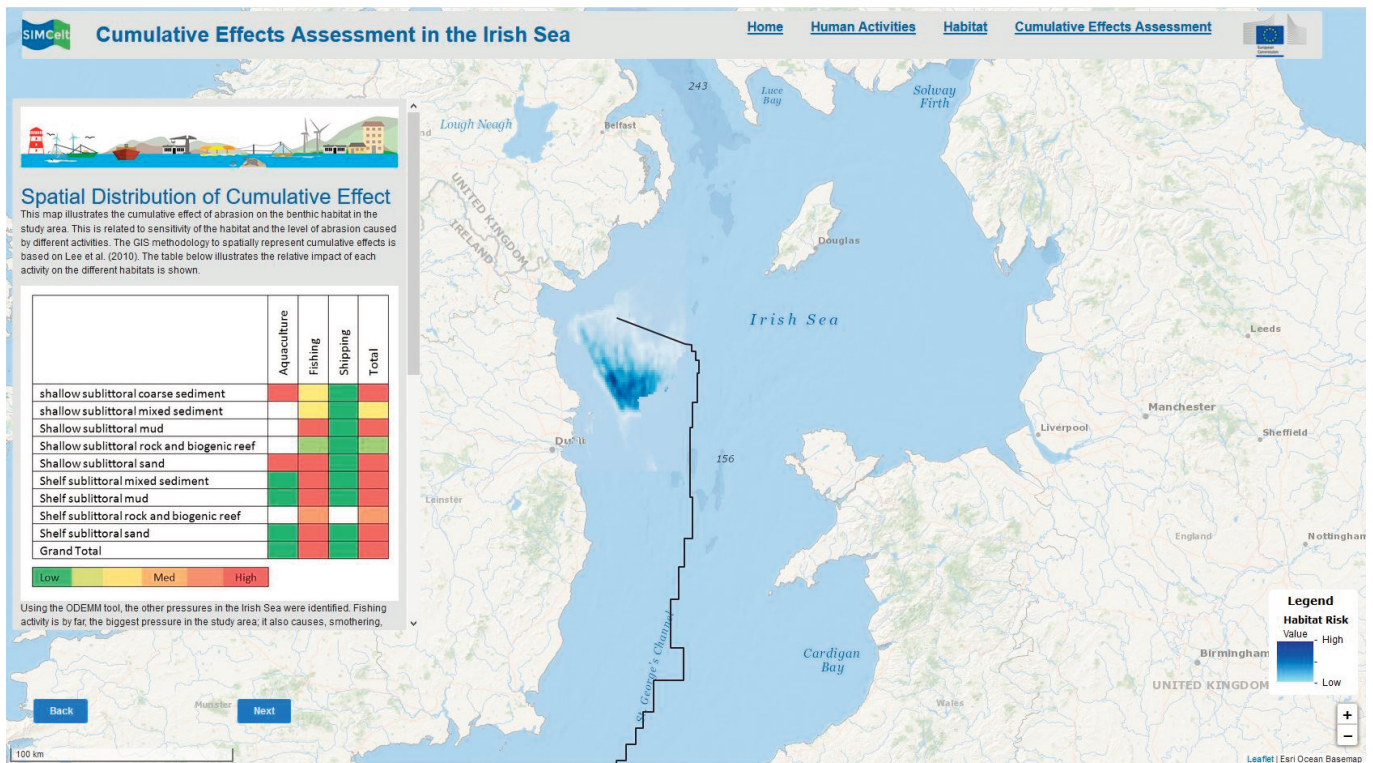 SIMCelt
Cumulative Effects Assessment in the Irish Sea
Home
Human Activities
Habitat
Cumulative Effects Assessment
European
Commission
Spatial Distribution of Cumulative Effect
This map illustrates the cumulative effect of abrasion on the benthic habitat in the
study area. This is related to sensitivity of the habitat and the level of abrasion caused
by different activities. The GIS methodology to spatially represent cumulative effects is
based on Lee et al. (2010). The table below illustrates the relative impact of each
activity on the different habitats is shown.
Aquaculture
Fishing
Shipping
Total
shallow sublittoral coarse sediment
shallow sublittoral mixed sediment
Shallow sublittoral mud
Shallow sublittoral rock and biogenic reef
Shallow sublittoral sand
Shelf sublittoral mixed sediment
Shelf sublittoral mud
Shelf sublittoral rock and biogenic reef
Shelf sublittoral sand
Grand Total
Low
Med
High
Using the ODEMM tool, the other pressures in the Irish Sea were identified. Fishing
activity is by far, the biggest pressure in the study area; it also causes, smothering,
Back
Next
100 km
243
Luce
Bay
Solway
Firth
Lough Neagh
Belfast
UNITED KINGDOM
IRELAND
Douglas
Irish Sea
Leeds
Manchester
Liverpool
Sheffield
156
Leinster
England
Nottingham
Munster
St. George's Channel
Cardigan
Bay
Wales
Birmingham
UNITED KINGDOM
Legend
Habitat Risk
Value
High
Low
+
−
Leaflet | Esri Ocean Basemap